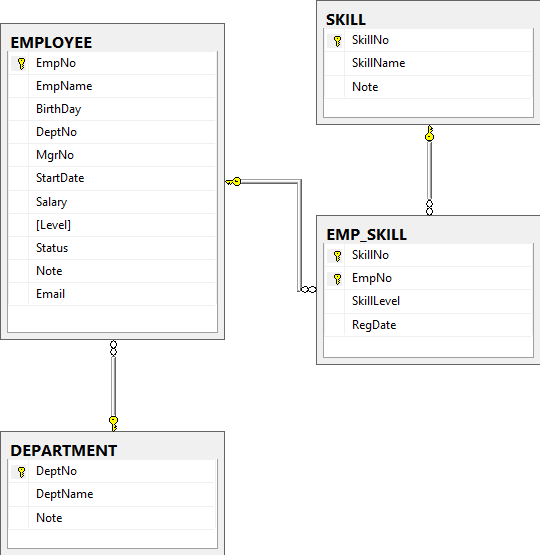 EMPLOYEE
EmpNo
EmpName
BirthDay
DeptNo
MgrNo
StartDate
Salary
[Level]
Status
Note
Email
SKILL
SkillNo
SkillName
Note
EMP_SKILL
SkillNo
EmpNo
SkillLevel
RegDate
DEPARTMENT
DeptNo
DeptName
Note